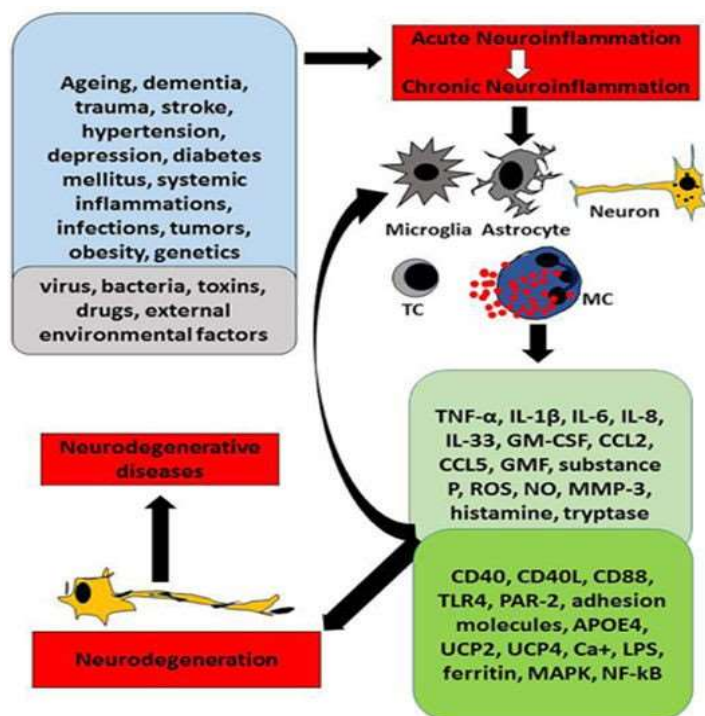 Ageing, dementia,
trauma, stroke,
hypertension,
depression, diabetes
mellitus, systemic
inflammations,
infections, tumors,
obesity, genetics
virus, bacteria, toxins,
drugs, external
environmental factors
Acute Neuroinflammation
Chronic Neuroinflammation
Microglia
Astrocyte
Neuron
TC
MC
TNF-α, IL-1β, IL-6, IL-8,
IL-33, GM-CSF, CCL2,
CCL5, GMF, substance
P, ROS, NO, MMP-3,
histamine, tryptase
CD40, CD40L, CD88,
TLR4, PAR-2, adhesion
molecules, APOE4,
UCP2, UCP4, Ca+, LPS,
ferritin, MAPK, NF-kB
Neurodegeneration
Neurodegenerative
diseases